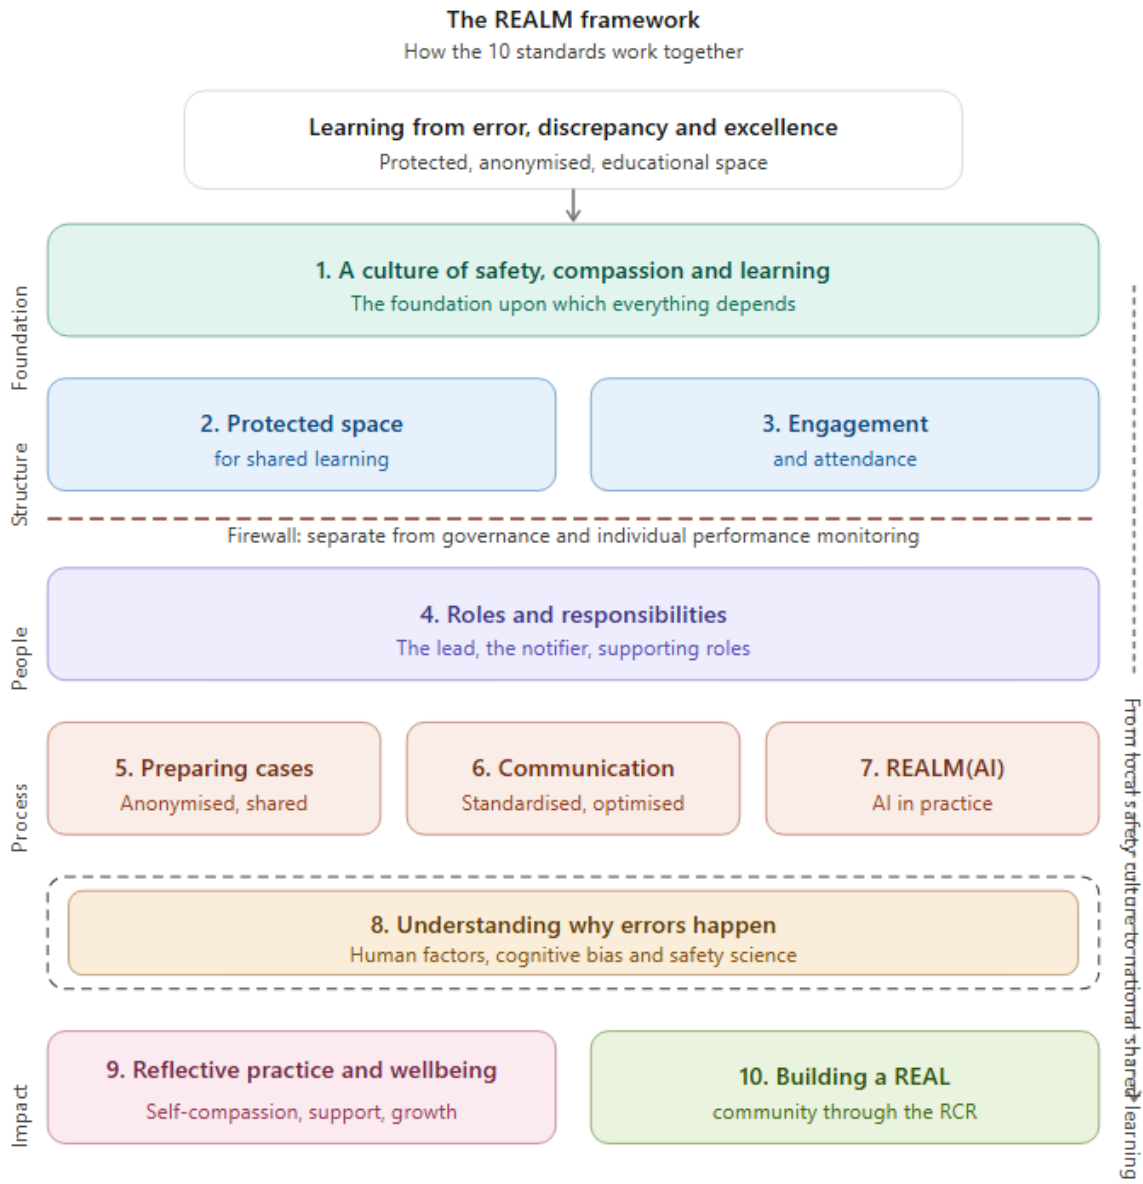 The REALM framework
How the 10 standards work together
Learning from error, discrepancy and excellence
Protected, anonymised, educational space
1. A culture of safety, compassion and learning
The foundation upon which everything depends
Foundation
2. Protected space
for shared learning
3. Engagement
and attendance
Structure
Firewall: separate from governance and individual performance monitoring
4. Roles and responsibilities
The lead, the notifier, supporting roles
People
5. Preparing cases
Anonymised, shared
6. Communication
Standardised, optimised
7. REALM(AI)
AI in practice
Process
8. Understanding why errors happen
Human factors, cognitive bias and safety science
9. Reflective practice and wellbeing
Self-compassion, support, growth
10. Building a REAL
community through the RCR
Impact
From local safety culture to national shared learning